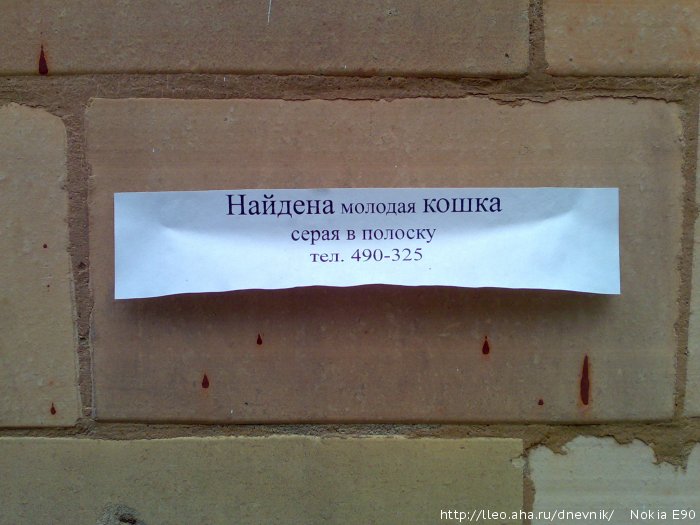 Найдена молодая кошка
серая в полоску
тел. 490-325
http://lleo.aha.ru/dnevnik/ Nokia E90